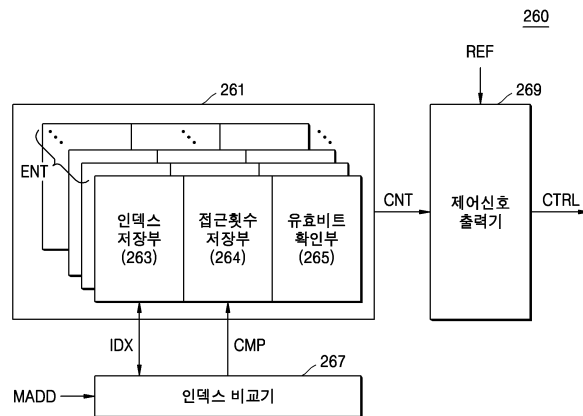 260
REF
261
269
ENT
인덱스
저장부
(263)
접근횟수
저장부
(264)
유효비트
확인부
(265)
CNT
제어신호
출력기
CTRL
IDX
CMP
267
MADD
인덱스 비교기